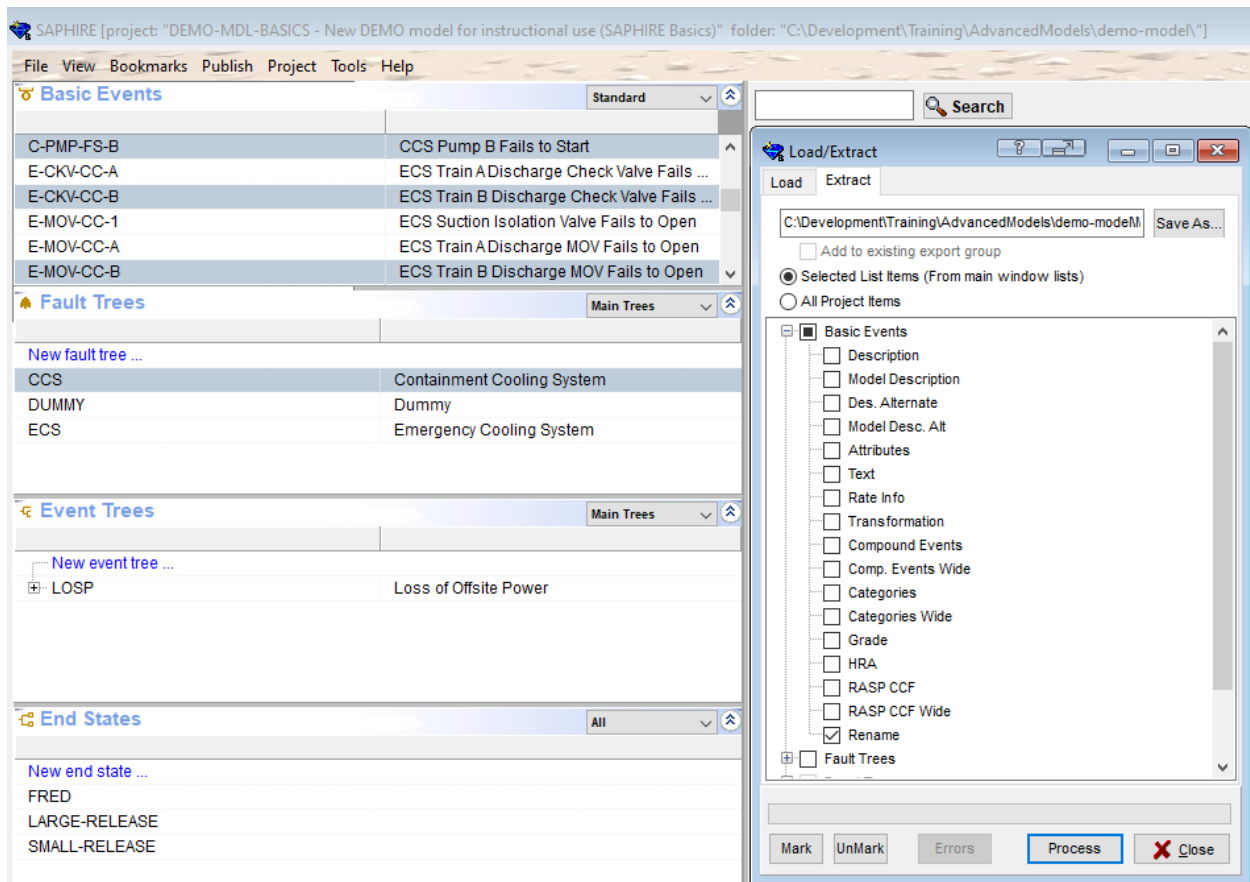 SAPHIRE [project: "DEMO-MDL-BASICS - New DEMO model for instructional use (SAPHIRE Basics)" folder: "C:\Development\Training\AdvancedModels\demo-model\"]
File View Bookmarks Publish Project Tools Help
Basic Events Standard
C-PMP-FS-B CCS Pump B Fails to Start
E-CKV-CC-A ECS Train A Discharge Check Valve Fails ...
E-CKV-CC-B ECS Train B Discharge Check Valve Fails ...
E-MOV-CC-1 ECS Suction Isolation Valve Fails to Open
E-MOV-CC-A ECS Train A Discharge MOV Fails to Open
E-MOV-CC-B ECS Train B Discharge MOV Fails to Open
Fault Trees Main Trees
New fault tree ...
CCS Containment Cooling System
DUMMY Dummy
ECS Emergency Cooling System
Event Trees Main Trees
New event tree ...
LOSP Loss of Offsite Power
End States All
New end state ...
FRED
LARGE-RELEASE
SMALL-RELEASE
Search
Load/Extract
Load Extract
C:\Development\Training\AdvancedModels\demo-model\ Save As...
Add to existing export group
Selected List Items (From main window lists)
All Project Items
Basic Events
Description
Model Description
Des. Alternate
Model Desc. Alt
Attributes
Text
Rate Info
Transformation
Compound Events
Comp. Events Wide
Categories
Categories Wide
Grade
HRA
RASP CCF
RASP CCF Wide
Rename
Fault Trees
Mark UnMark Errors Process Close